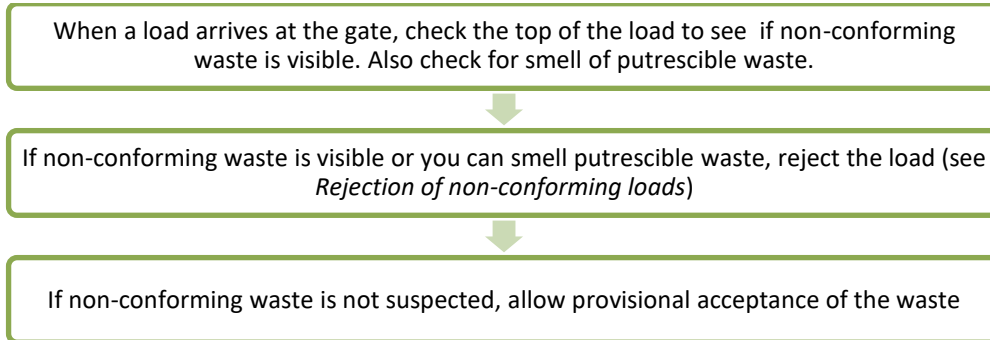 When a load arrives at the gate, check the top of the load to see  if non-conforming
waste is visible. Also check for smell of putrescible waste.
If non-conforming waste is visible or you can smell putrescible waste, reject the load (see
Rejection of non-conforming loads)
If non-conforming waste is not suspected, allow provisional acceptance of the waste